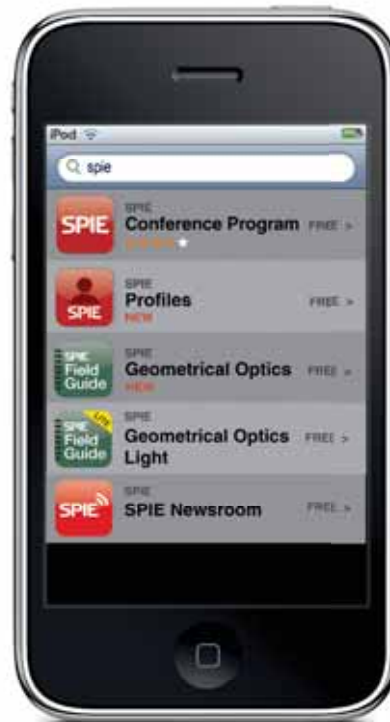 iPod
spie
SPIE
SPIE
Conference Program FREE >
SPIE
SPIE
Profiles FREE >
NEW
SPIE
Field
Guide
SPIE
Geometrical Optics FREE >
NEW
SPIE
Field
Guide
Lite
SPIE
Geometrical Optics FREE >
Light
SPIE
SPIE
SPIE Newsroom FREE >